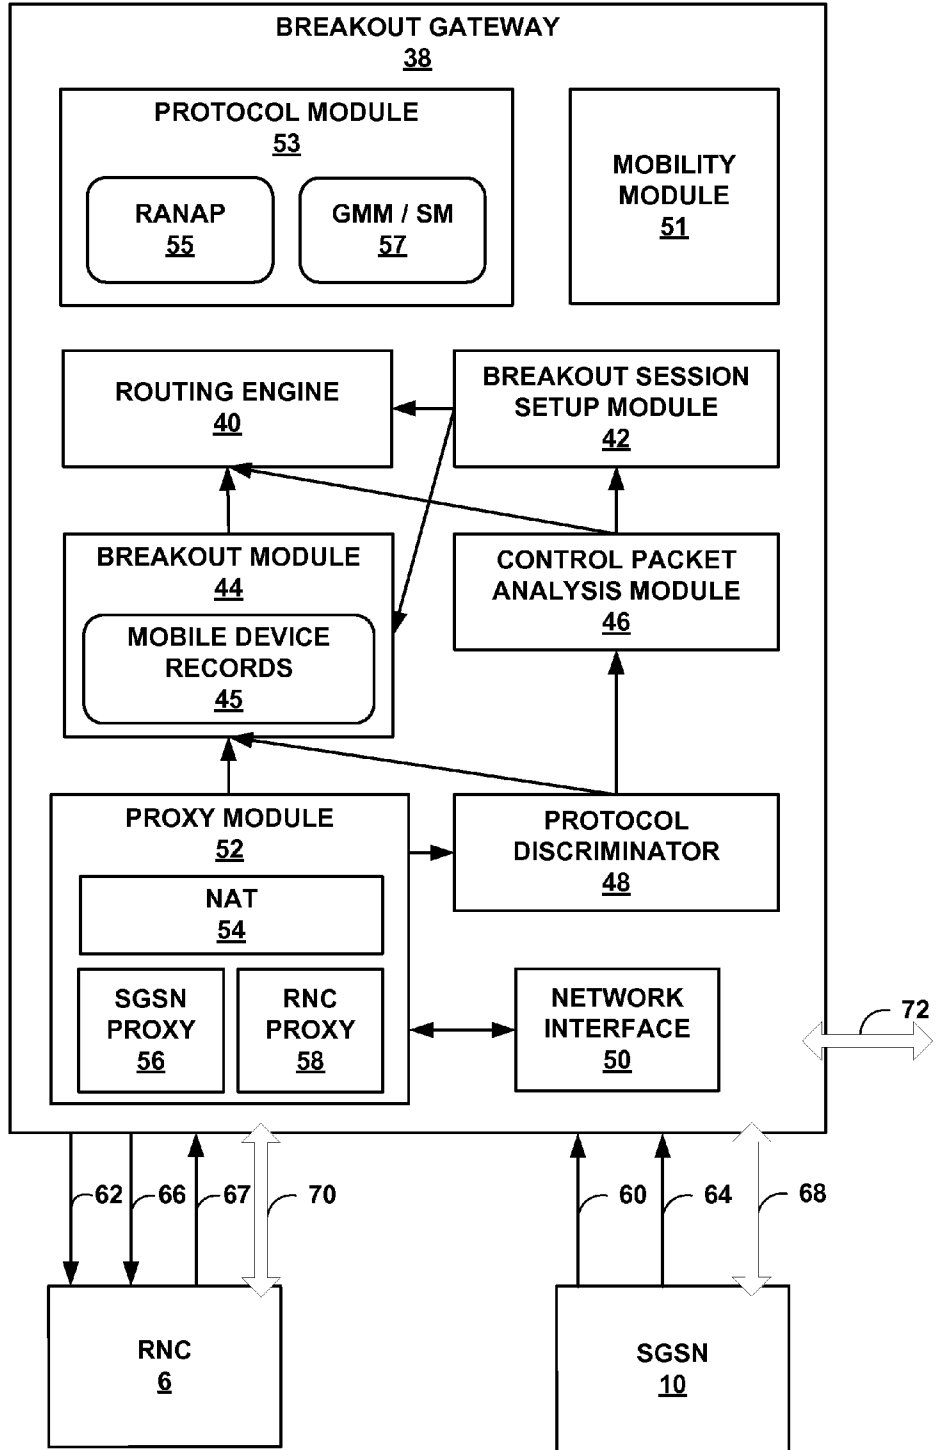 BREAKOUT GATEWAY
38
PROTOCOL MODULE
53
RANAP
55
GMM / SM
57
MOBILITY
MODULE
51
ROUTING ENGINE
40
BREAKOUT SESSION
SETUP MODULE
42
BREAKOUT MODULE
44
MOBILE DEVICE
RECORDS
45
CONTROL PACKET
ANALYSIS MODULE
46
PROXY MODULE
52
NAT
54
SGSN
PROXY
56
RNC
PROXY
58
PROTOCOL
DISCRIMINATOR
48
NETWORK
INTERFACE
50
72
62
66
67
70
60
64
68
RNC
6
SGSN
10